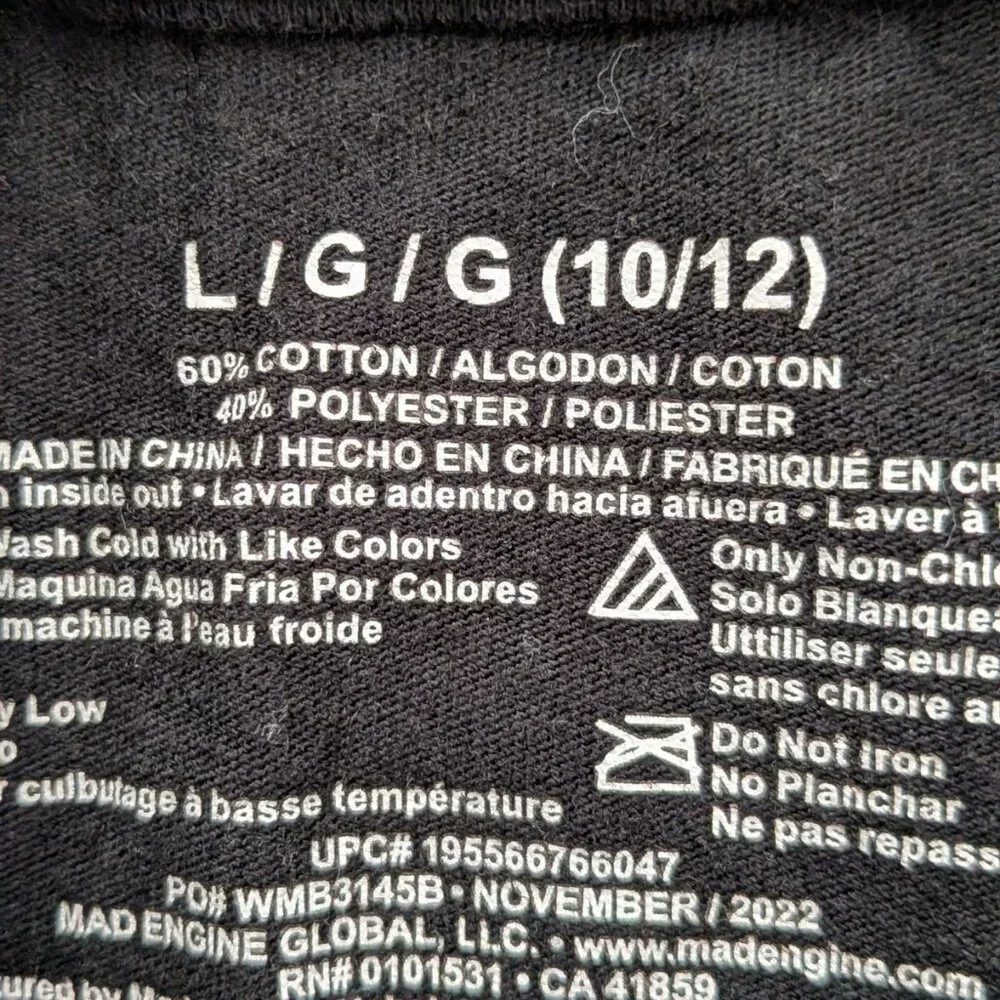 L / G / G (10/12)
60% COTTON / ALGODON / COTON
40% POLYESTER / POLIESTER
MADE IN CHINA / HECHO EN CHINA / FABRIQUÉ EN CH
inside out • Lavar de adentro hacia afuera • Laver à
Wash Cold with Like Colors
Maquina Agua Fria Por Colores
machine à l'eau froide
Only Non-Chlo
Solo Blanquea
Uttiliser seule
sans chlore au
y Low
o
r culbutage à basse température
Do Not Iron
No Planchar
Ne pas repass
UPC# 195566766047
PO# WMB3145B • NOVEMBER / 2022
MAD ENGINE GLOBAL, LLC. • www.madengine.com
RN# 0101531 • CA 41859
tured by